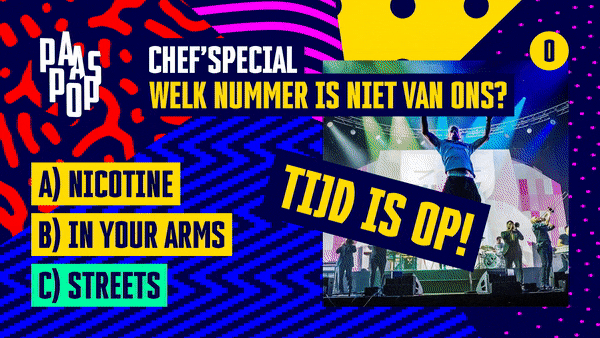 PAAS
POP
CHEF'SPECIAL
WELK NUMMER IS NIET VAN ONS?
0
A) NICOTINE
B) IN YOUR ARMS
C) STREETS
TIJD IS OP!